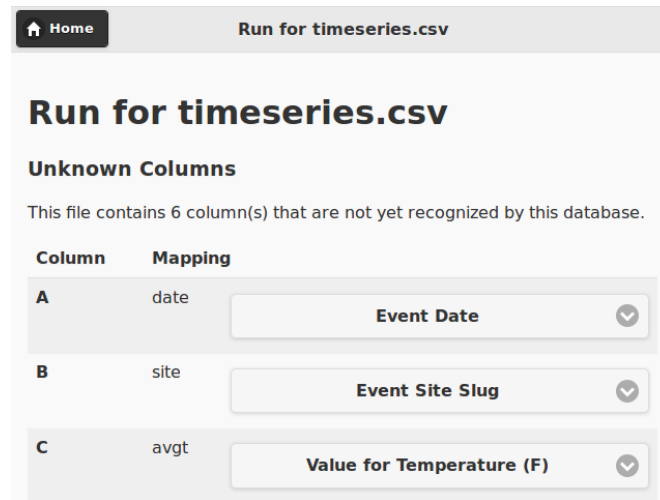 Home
Run for timeseries.csv
Run for timeseries.csv
Unknown Columns
This file contains 6 column(s) that are not yet recognized by this database.
Column Mapping
A date Event Date
B site Event Site Slug
C avgt Value for Temperature (F)